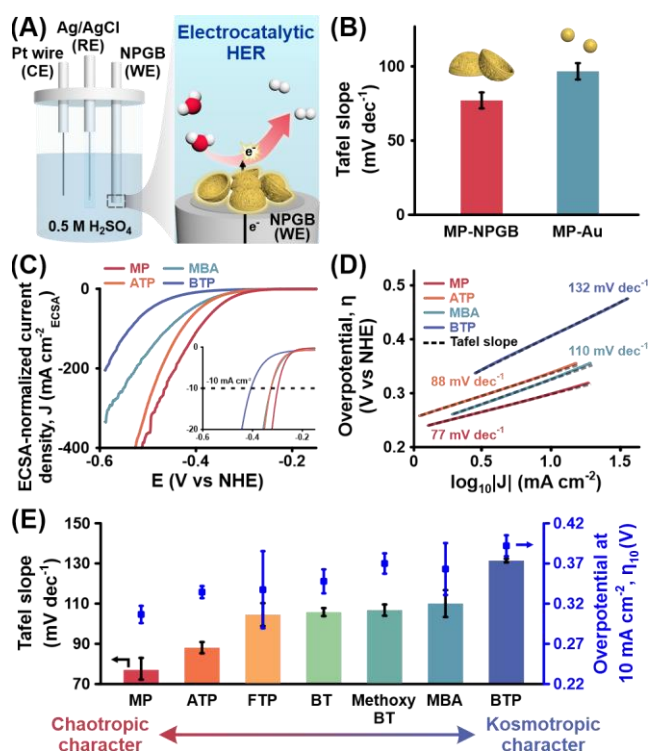 (A)
Ag/AgCl
(RE)
Pt wire
(CE)
NPGB
(WE)
0.5 M H₂SO₄
Electrocatalytic
HER
e⁻
NPGB
(WE)
e⁻
(B)
Tafel slope
(mV dec⁻¹)
100
50
0
MP-NPGB
MP-Au
(C)
MP
MBA
ATP
BTP
ECSA-normalized current
density, J (mA cm⁻²ECSA)
0
-200
-400
-0.6
-0.4
-0.2
E (V vs NHE)
0
-10
-20
-10 mA cm⁻²
-0.6
-0.4
-0.2
(D)
MP
ATP
MBA
BTP
Tafel slope
132 mV dec⁻¹
110 mV dec⁻¹
88 mV dec⁻¹
77 mV dec⁻¹
Overpotential, η
(V vs NHE)
0.5
0.4
0.3
0.2
0.0
0.5
1.0
1.5
log₁₀|J| (mA cm⁻²)
(E)
Tafel slope
(mV dec⁻¹)
150
130
110
90
70
0.42
0.37
0.32
0.27
0.22
Overpotential at
10 mA cm⁻², η₁₀(V)
MP
ATP
FTP
BT
Methoxy
BT
MBA
BTP
Chaotropic
character
Kosmotropic
character